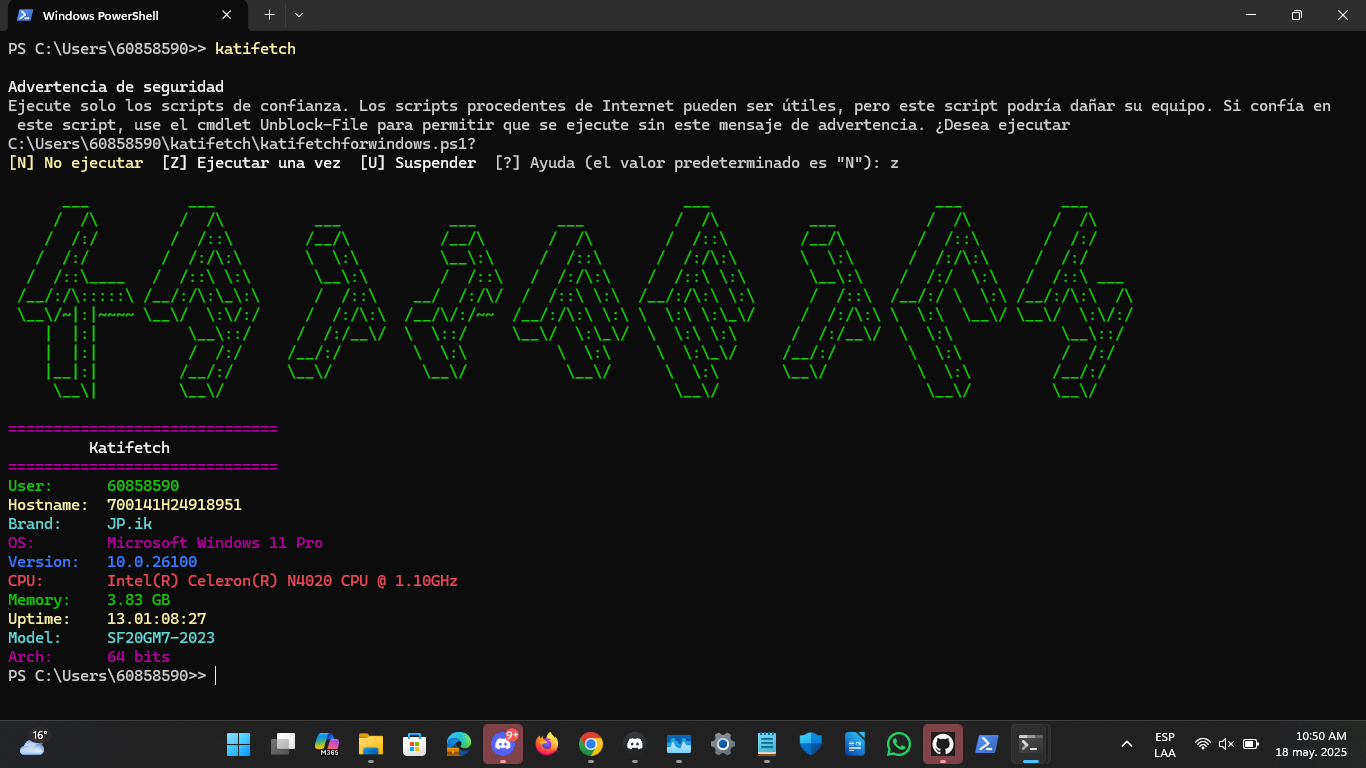 Windows PowerShell
PS C:\Users\60858590>> katifetch
Advertencia de seguridad
Ejecute solo los scripts de confianza. Los scripts procedentes de Internet pueden ser útiles, pero este script podría dañar su equipo. Si confía en
este script, use el cmdlet Unblock-File para permitir que se ejecute sin este mensaje de advertencia. ¿Desea ejecutar
C:\Users\60858590\katifetch\katifetchforwindows.ps1?
[N] No ejecutar  [Z] Ejecutar una vez  [U] Suspender  [?] Ayuda (el valor predeterminado es "N"): z
==============================
Katifetch
==============================
User: 60858590
Hostname: 700141H24918951
Brand: JP.ik
OS: Microsoft Windows 11 Pro
Version: 10.0.26100
CPU: Intel(R) Celeron(R) N4020 CPU @ 1.10GHz
Memory: 3.83 GB
Uptime: 13.01:08:27
Model: SF20GM7-2023
Arch: 64 bits
PS C:\Users\60858590>>
16°
M365
9+
ESP
LAA
10:50 AM
18 may. 2025